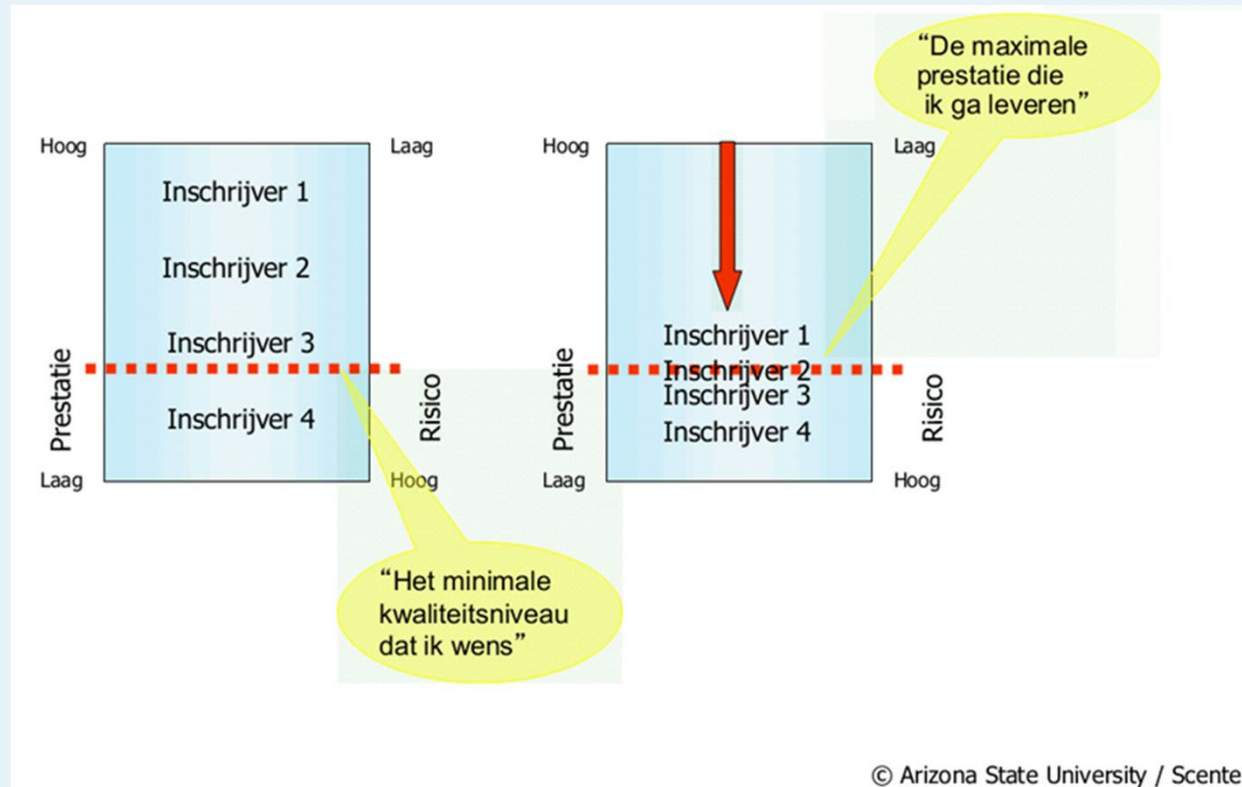 “De maximale
prestatie die
ik ga leveren”
Hoog
Laag
Inschrijver 1
Inschrijver 2
Inschrijver 3
Inschrijver 4
Prestatie
Risico
Laag
Hoog
“Het minimale
kwaliteitsniveau
dat ik wens”
Hoog
Laag
Inschrijver 1
Inschrijver 2
Inschrijver 3
Inschrijver 4
Prestatie
Risico
Laag
Hoog
© Arizona State University / Scente